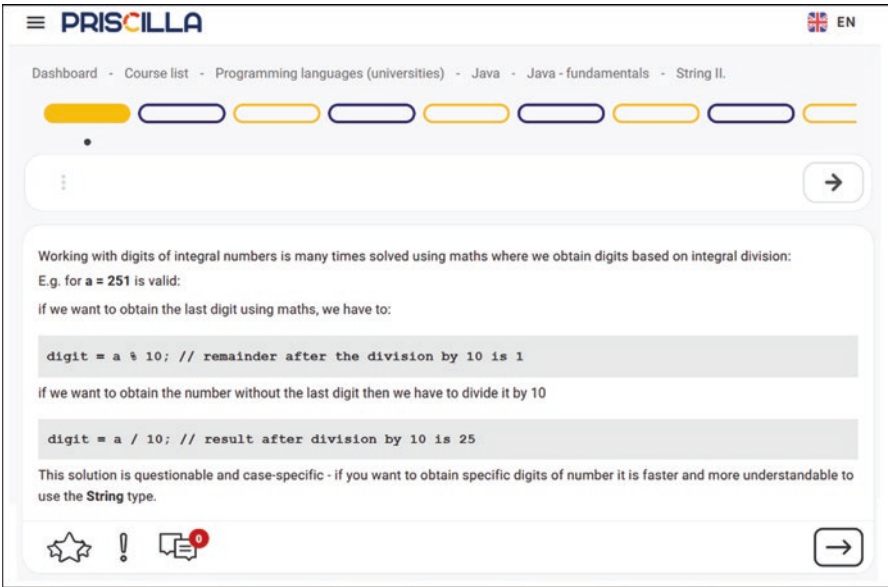 PRISCILLA
EN
Dashboard - Course list - Programming languages (universities) - Java - Java - fundamentals - String II.
Working with digits of integral numbers is many times solved using maths where we obtain digits based on integral division:
E.g. for a = 251 is valid:
if we want to obtain the last digit using maths, we have to:
digit = a % 10; // remainder after the division by 10 is 1
if we want to obtain the number without the last digit then we have to divide it by 10
digit = a / 10; // result after division by 10 is 25
This solution is questionable and case-specific - if you want to obtain specific digits of number it is faster and more understandable to
use the String type.
0